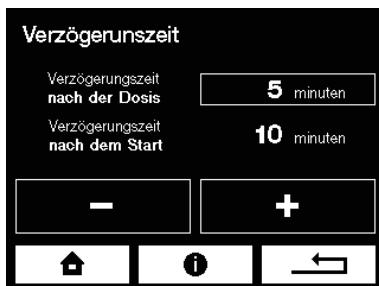 Verzögerunszeit
Verzögerungszeit
nach der Dosis
5 minuten
Verzögerungszeit
nach dem Start
10 minuten
− +
i